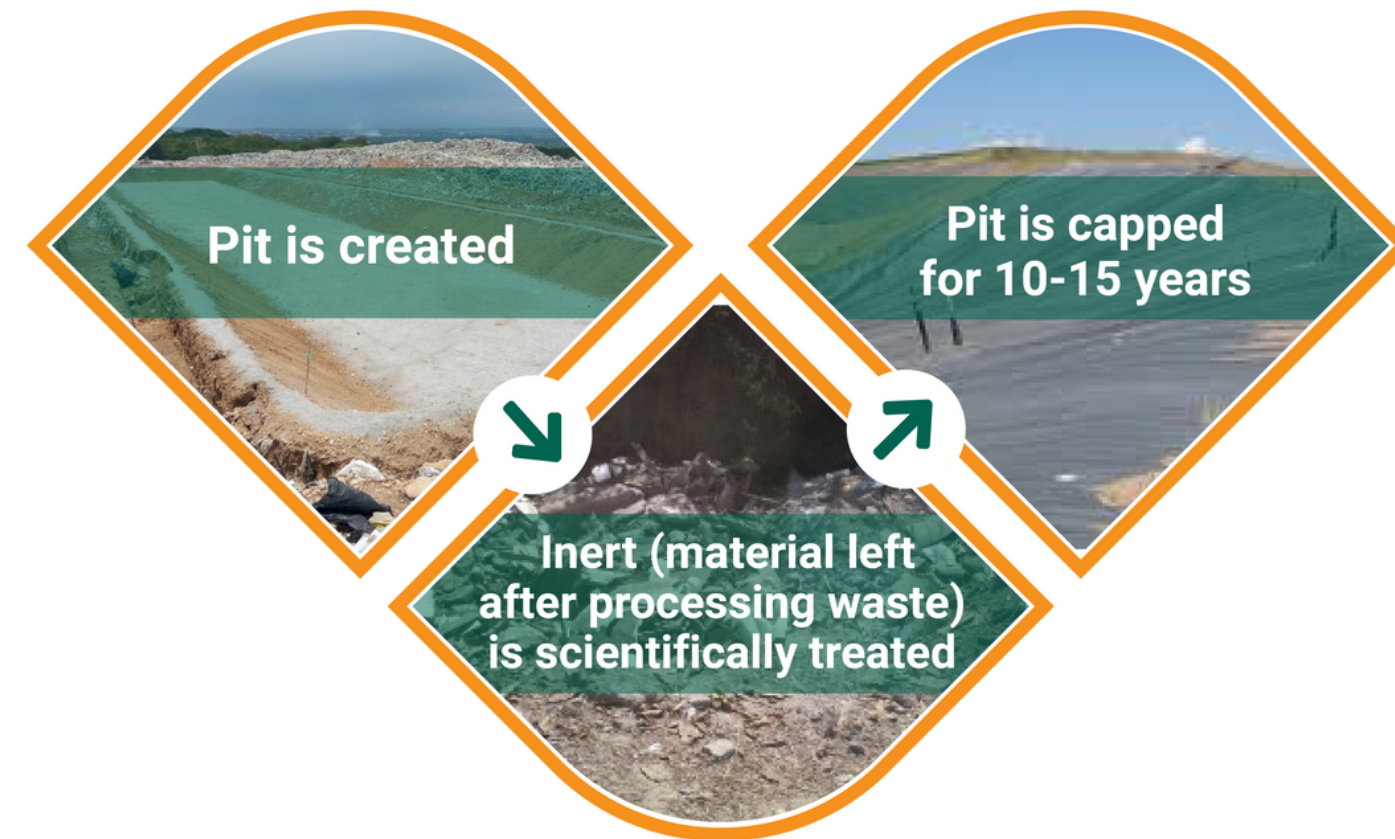 Pit is created
Inert (material left
after processing waste)
is scientifically treated
Pit is capped
for 10-15 years